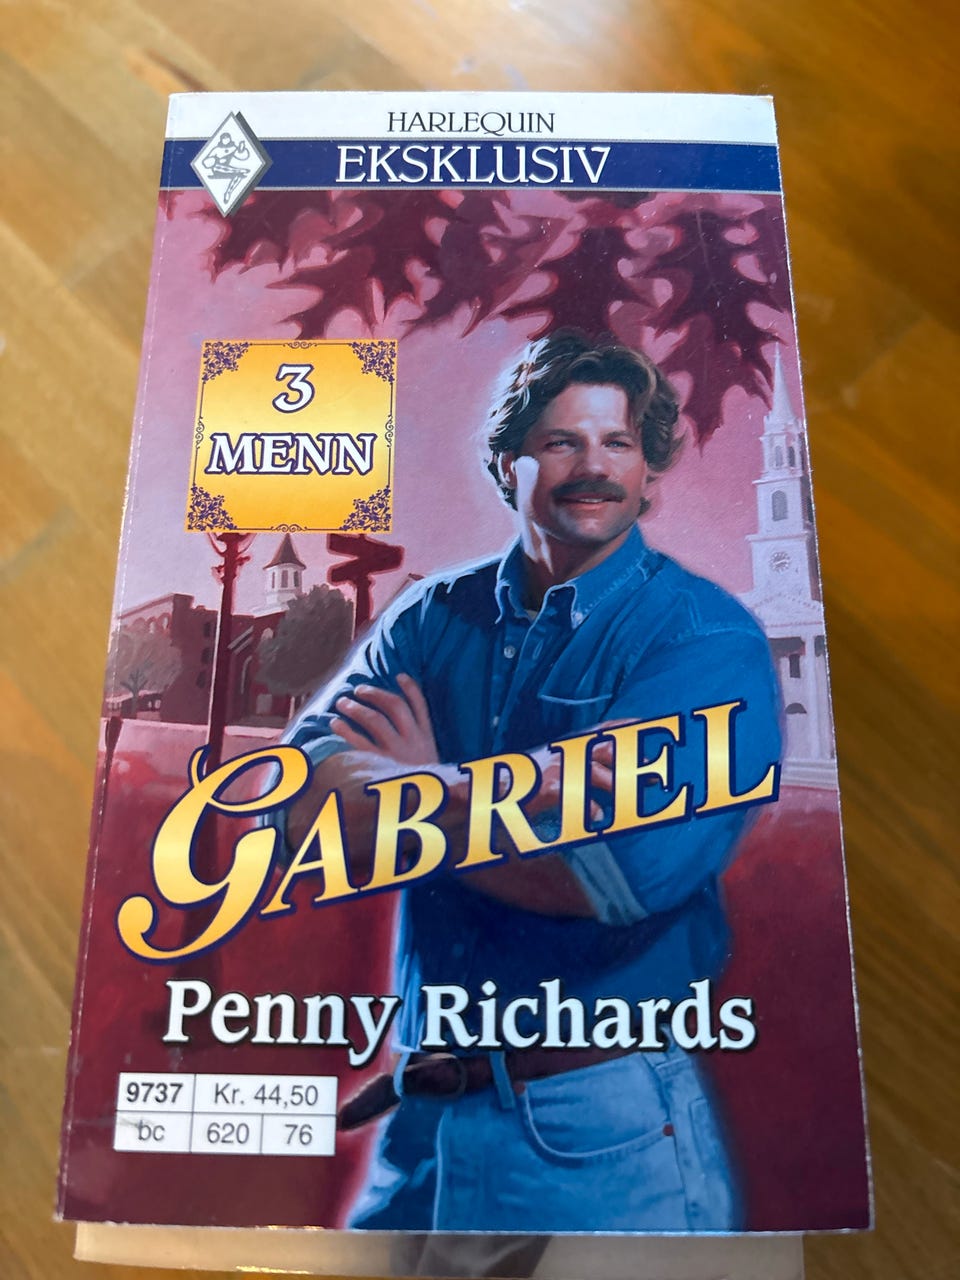 HARLEQUIN
EKSKLUSIV
3
MENN
GABRIEL
Penny Richards
9737 Kr. 44,50
bc 620 76